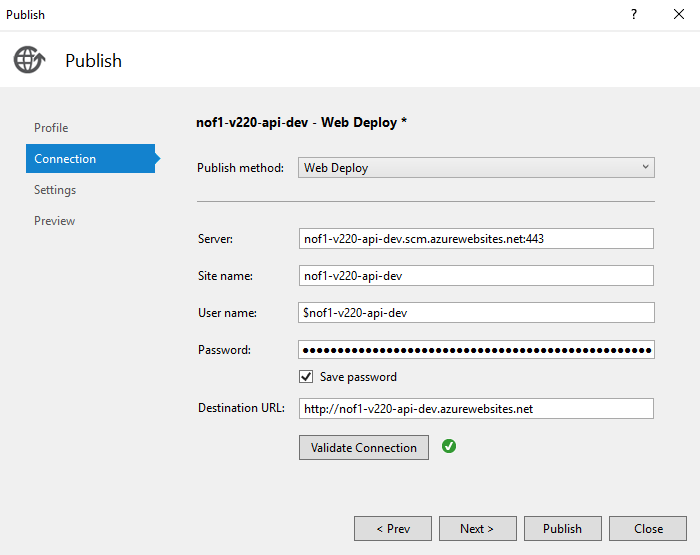 Publish
?
Publish
Profile
Connection
Settings
Preview
nof1-v220-api-dev - Web Deploy *
Publish method: Web Deploy
Server: nof1-v220-api-dev.scm.azurewebsites.net:443
Site name: nof1-v220-api-dev
User name: $nof1-v220-api-dev
Password: ●●●●●●●●●●●●●●●●●●●●●●●●●●●●●●●●●●●●●●●●●●●●●●●●●●
Save password
Destination URL: http://nof1-v220-api-dev.azurewebsites.net
Validate Connection
< Prev Next > Publish Close